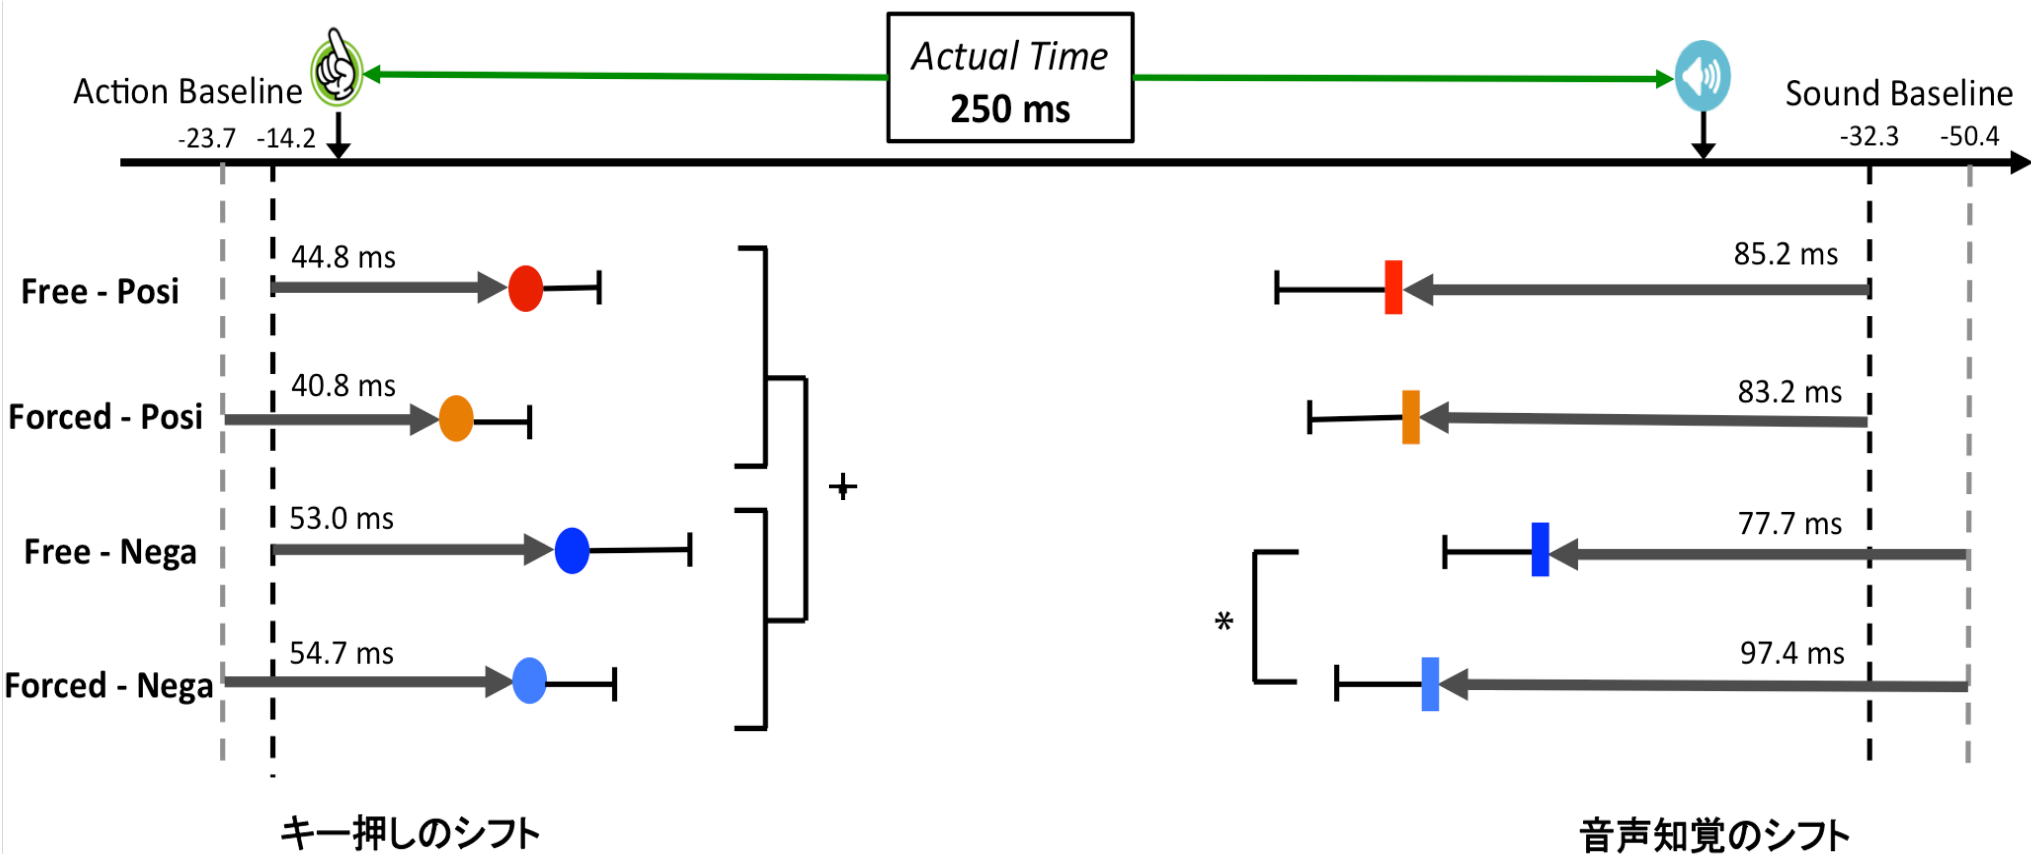 Actual Time
250 ms
Action Baseline
Sound Baseline
-23.7 -14.2
-32.3 -50.4
44.8 ms
85.2 ms
Free - Posi
40.8 ms
83.2 ms
Forced - Posi
+
53.0 ms
77.7 ms
Free - Nega
*
54.7 ms
97.4 ms
Forced - Nega
キー押しのシフト
音声知覚のシフト